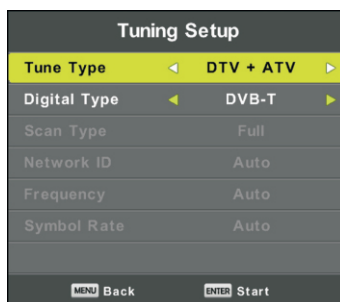 Tuning Setup
Tune Type DTV + ATV
Digital Type DVB-T
Scan Type Full
Network ID Auto
Frequency Auto
Symbol Rate Auto
MENU Back ENTER Start